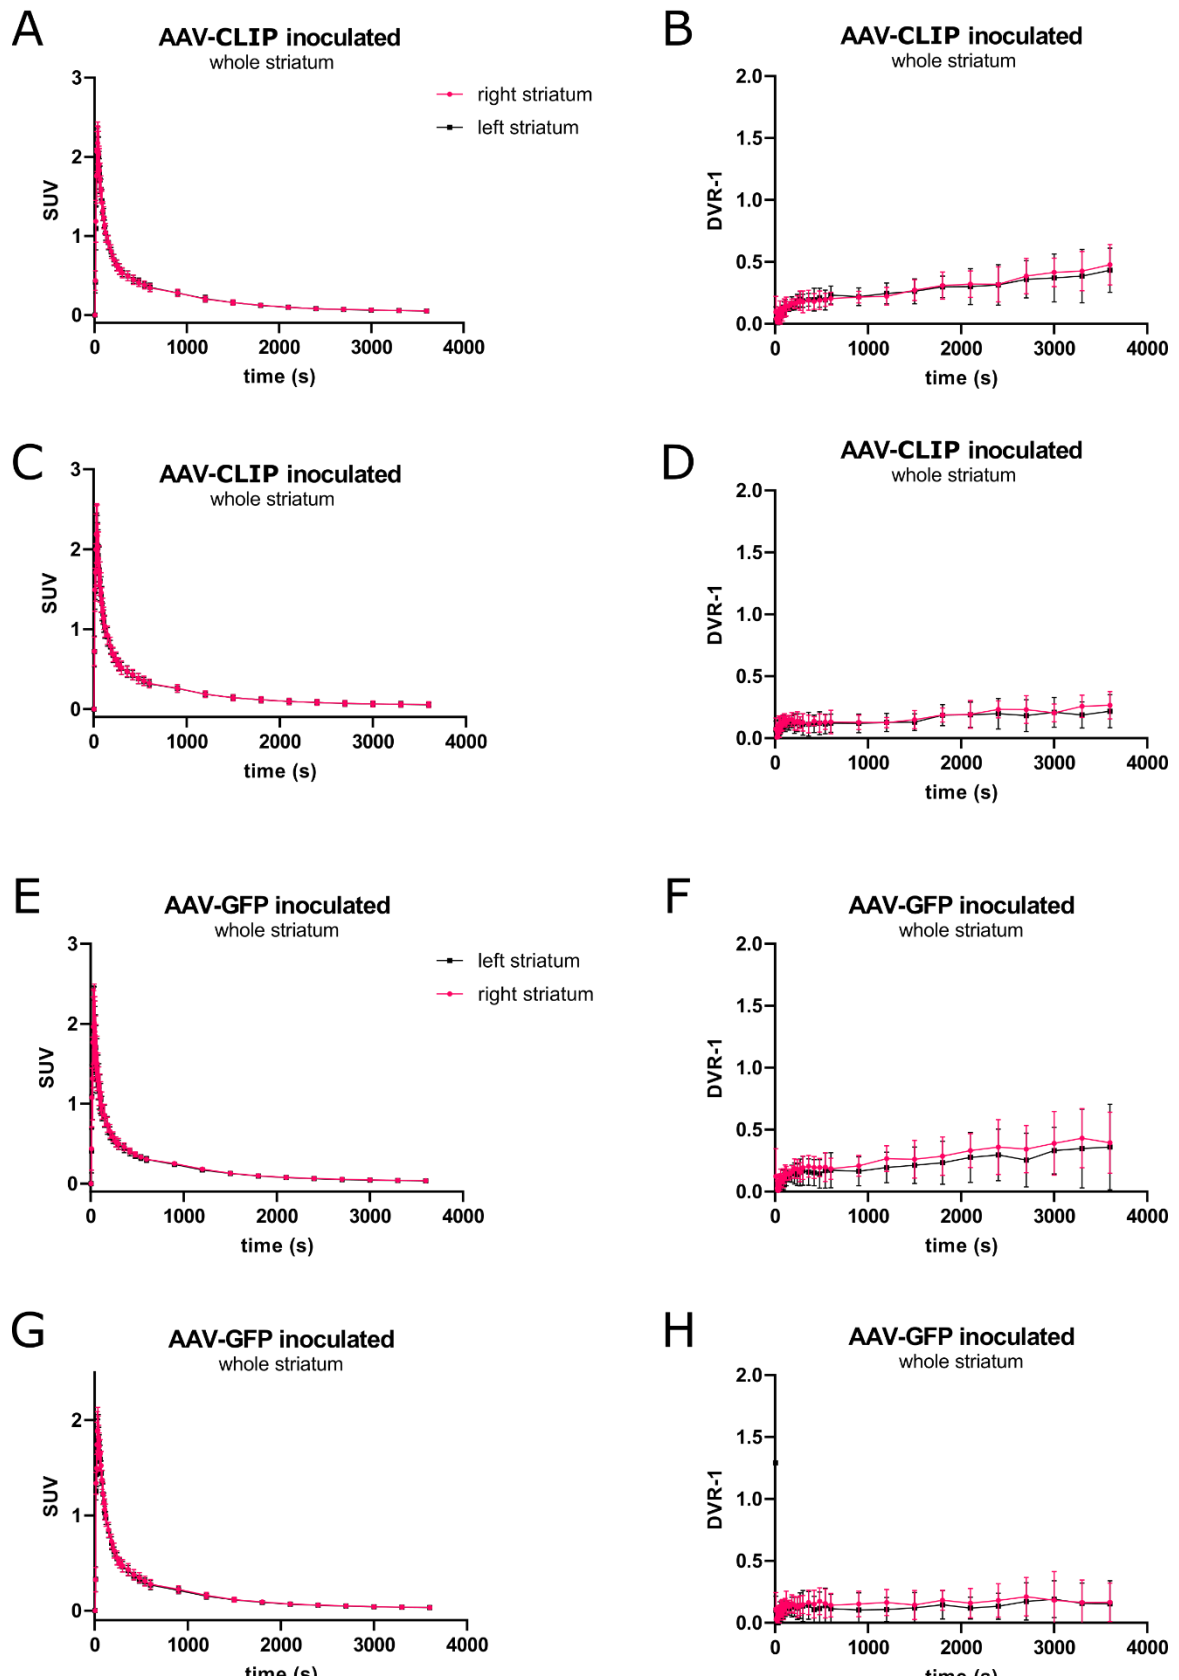 A
AAV-CLIP inoculated
whole striatum
3
2
1
0
SUV
0 1000 2000 3000 4000
time (s)
right striatum
left striatum
B
AAV-CLIP inoculated
whole striatum
2.0
1.5
1.0
0.5
0.0
DVR-1
0 1000 2000 3000 4000
time (s)
C
AAV-CLIP inoculated
whole striatum
3
2
1
0
SUV
0 1000 2000 3000 4000
time (s)
D
AAV-CLIP inoculated
whole striatum
2.0
1.5
1.0
0.5
0.0
DVR-1
0 1000 2000 3000 4000
time (s)
E
AAV-GFP inoculated
whole striatum
3
2
1
0
SUV
0 1000 2000 3000 4000
time (s)
left striatum
right striatum
F
AAV-GFP inoculated
whole striatum
2.0
1.5
1.0
0.5
0.0
DVR-1
0 1000 2000 3000 4000
time (s)
G
AAV-GFP inoculated
whole striatum
2
1
0
SUV
0 1000 2000 3000 4000
time (s)
H
AAV-GFP inoculated
whole striatum
2.0
1.5
1.0
0.5
0.0
DVR-1
0 1000 2000 3000 4000
time (s)